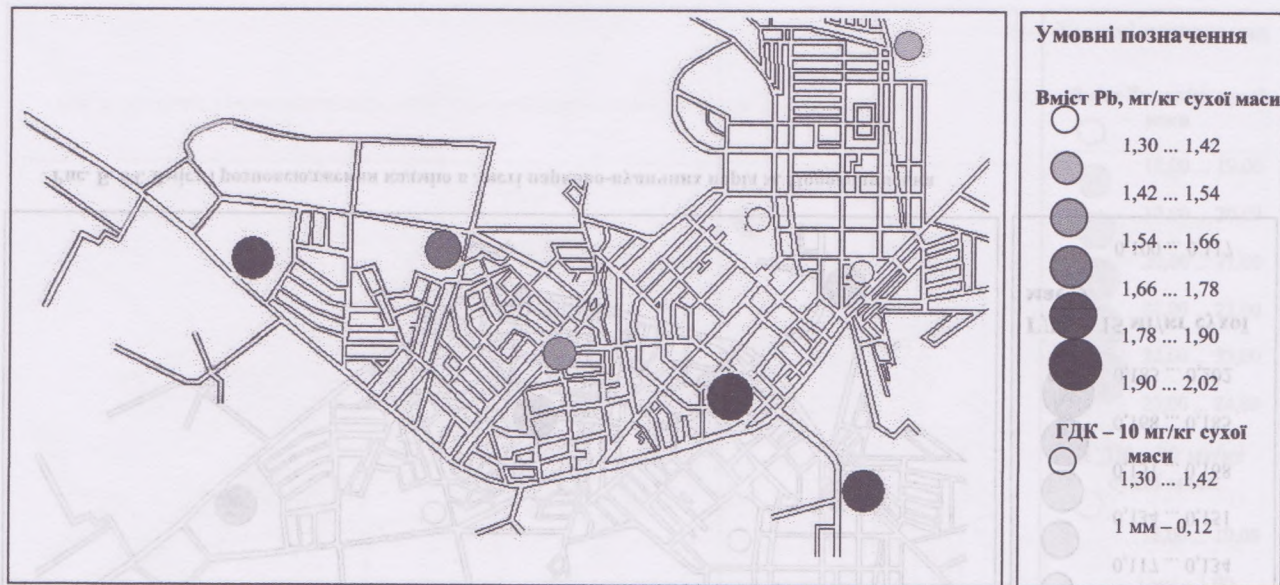 Умовні позначення
Вміст Pb, мг/кг сухої маси
1,30 ... 1,42
1,42 ... 1,54
1,54 ... 1,66
1,66 ... 1,78
1,78 ... 1,90
1,90 ... 2,02
ГДК – 10 мг/кг сухої
маси
1,30 ... 1,42
1 мм – 0,12